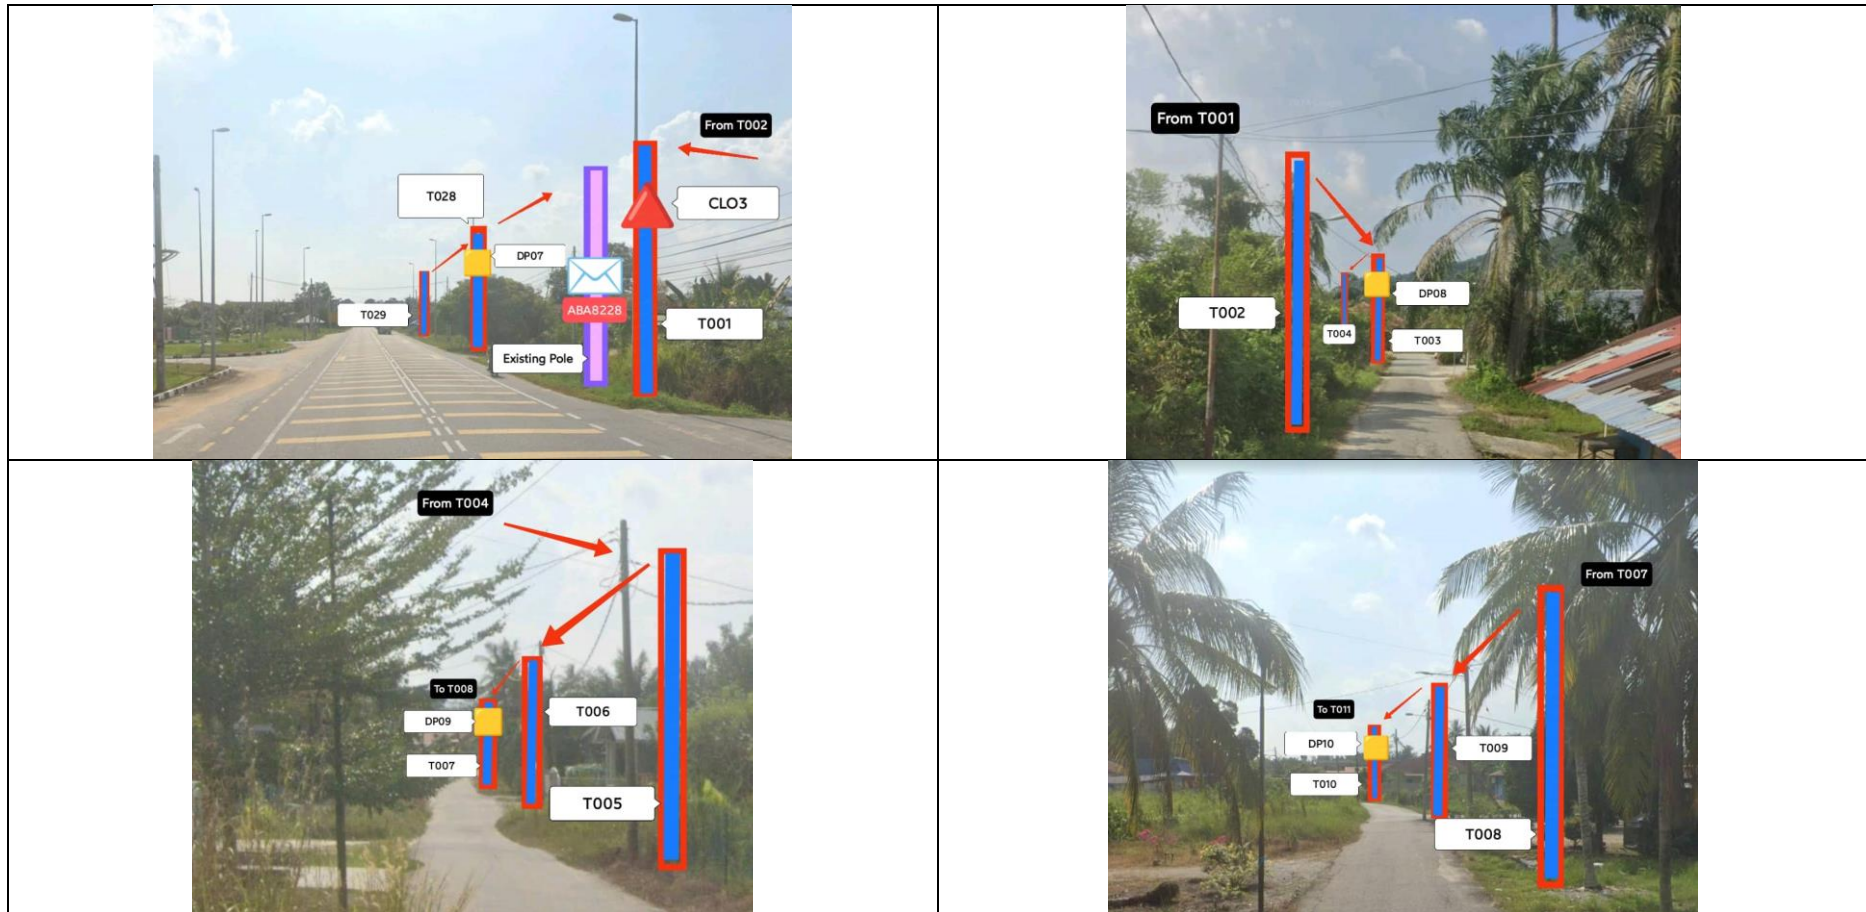 From T002
T028
CLO3
DP07
T029
ABA8228
T001
Existing Pole
From T001
DP08
T002
T004
T003
From T004
To T008
T006
DP09
T007
T005
From T007
To T011
DP10
T009
T010
T008